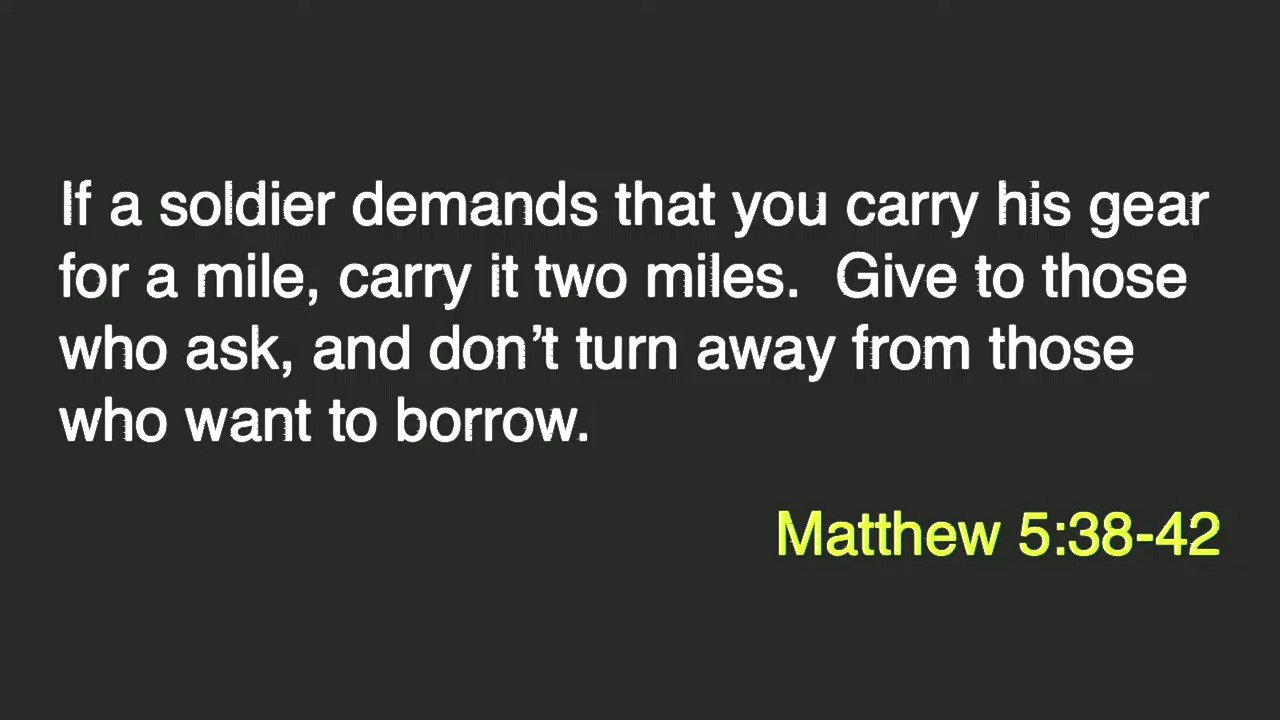 If a soldier demands that you carry his gear
for a mile, carry it two miles.  Give to those
who ask, and don’t turn away from those
who want to borrow.
Matthew 5:38-42